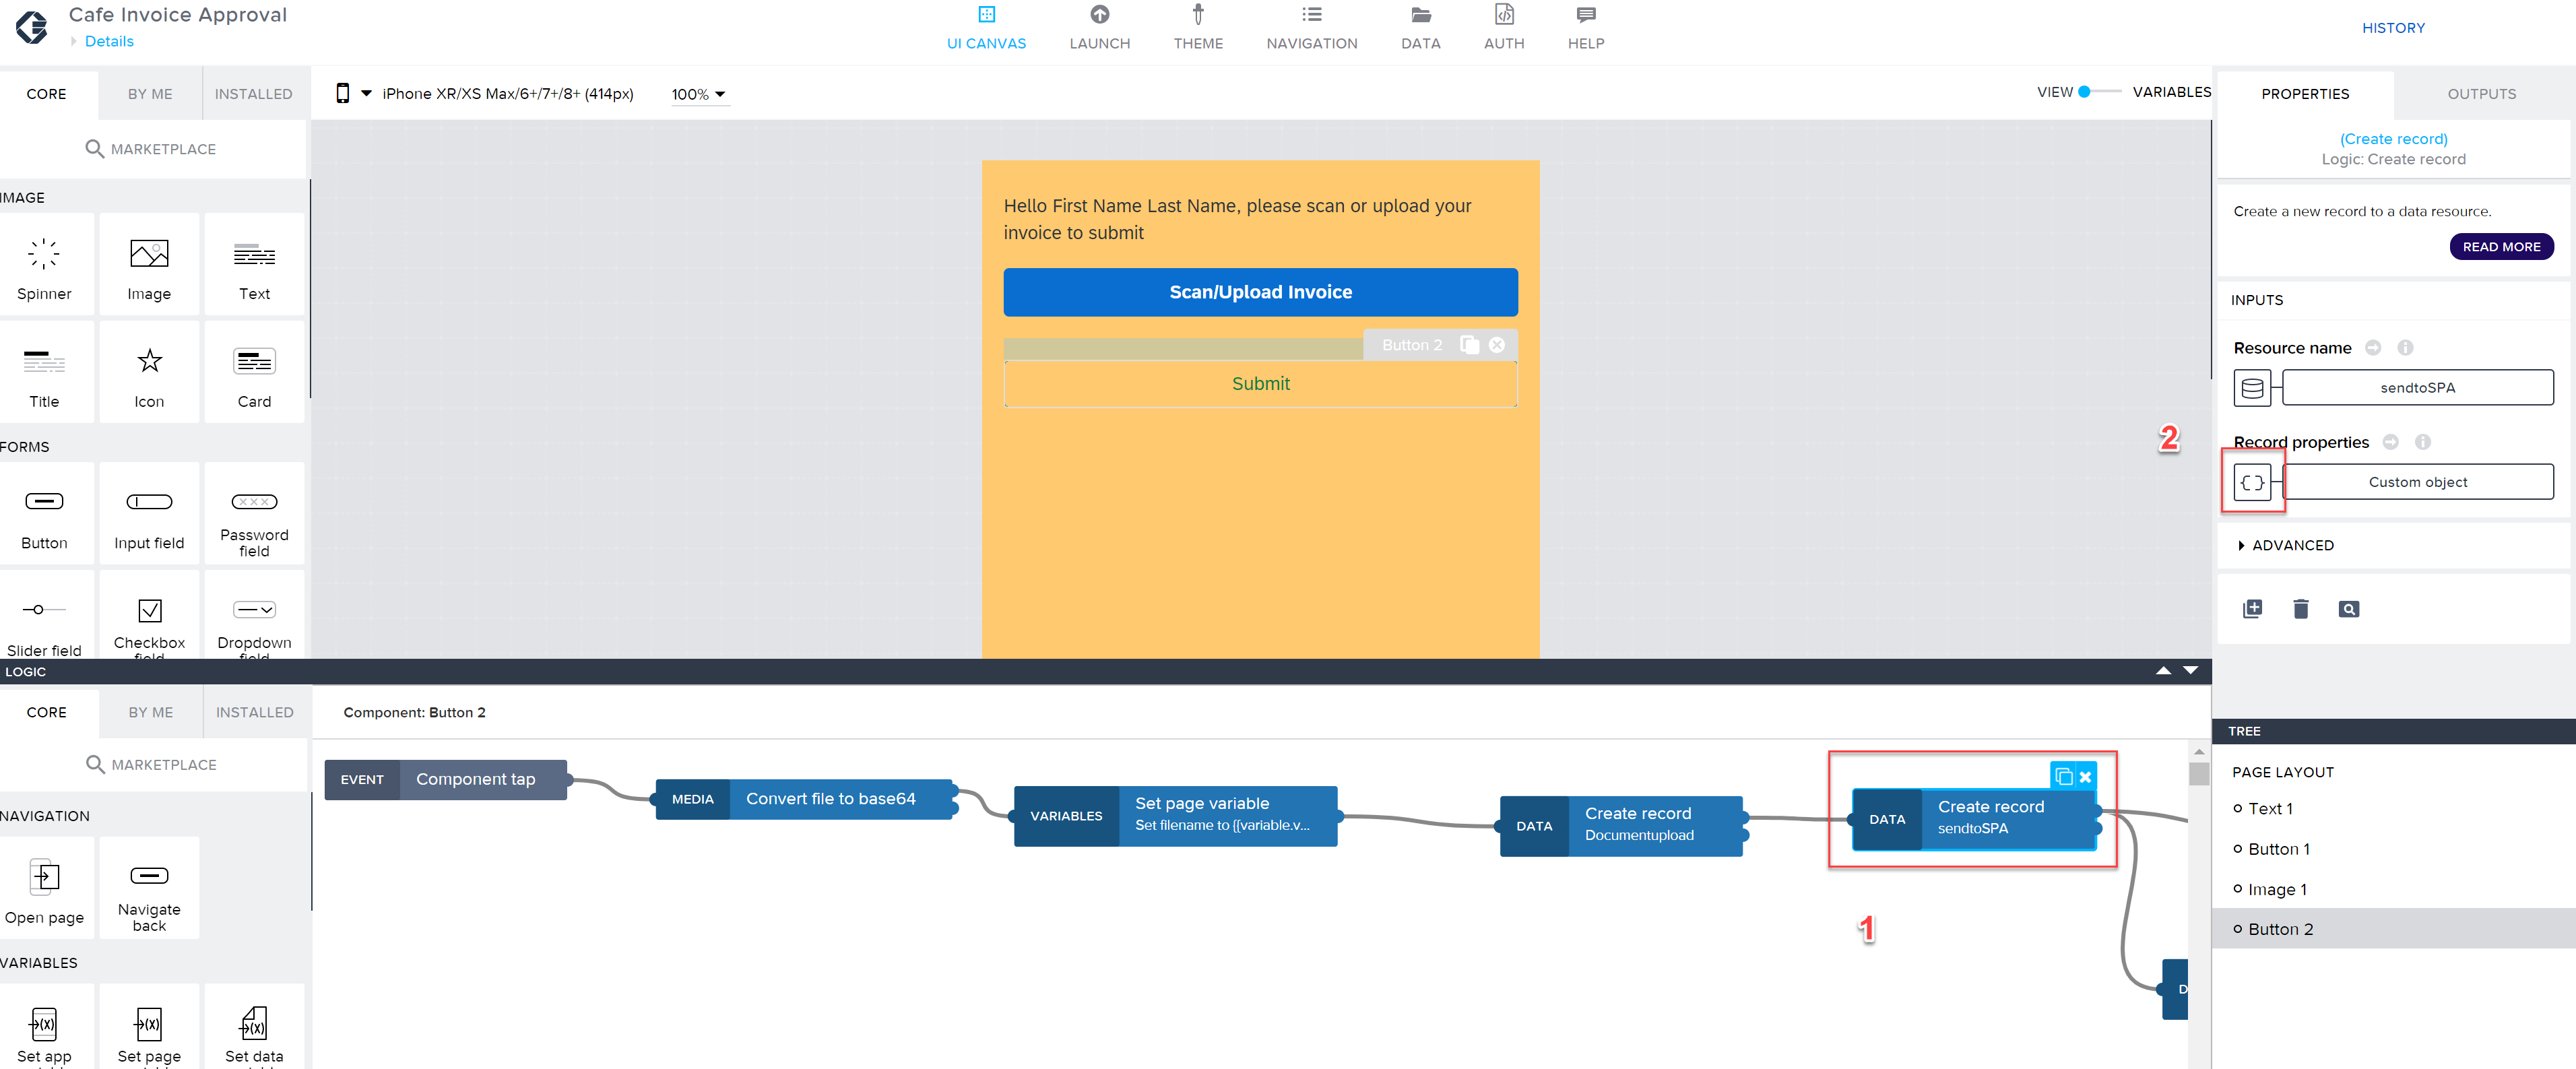 Cafe Invoice Approval
Details
UI CANVAS
LAUNCH
THEME
NAVIGATION
DATA
AUTH
HELP
HISTORY
CORE
BY ME
INSTALLED
iPhone XR/XS Max/6+/7+/8+ (414px)
100%
VIEW
VARIABLES
PROPERTIES
OUTPUTS
MARKETPLACE
IMAGE
Spinner
Image
Text
Title
Icon
Card
FORMS
Button
Input field
Password
field
Slider field
Checkbox
field
Dropdown
field
Hello First Name Last Name, please scan or upload your
invoice to submit
Scan/Upload Invoice
Button 2
Submit
(Create record)
Logic: Create record
Create a new record to a data resource.
READ MORE
INPUTS
Resource name
sendtoSPA
2
Record properties
Custom object
ADVANCED
LOGIC
CORE
BY ME
INSTALLED
Component: Button 2
MARKETPLACE
NAVIGATION
Open page
Navigate
back
VARIABLES
Set app
Set page
Set data
EVENT
Component tap
MEDIA
Convert file to base64
VARIABLES
Set page variable
Set filename to {{variable.v...
DATA
Create record
Documentupload
DATA
Create record
sendtoSPA
1
D
TREE
PAGE LAYOUT
Text 1
Button 1
Image 1
Button 2